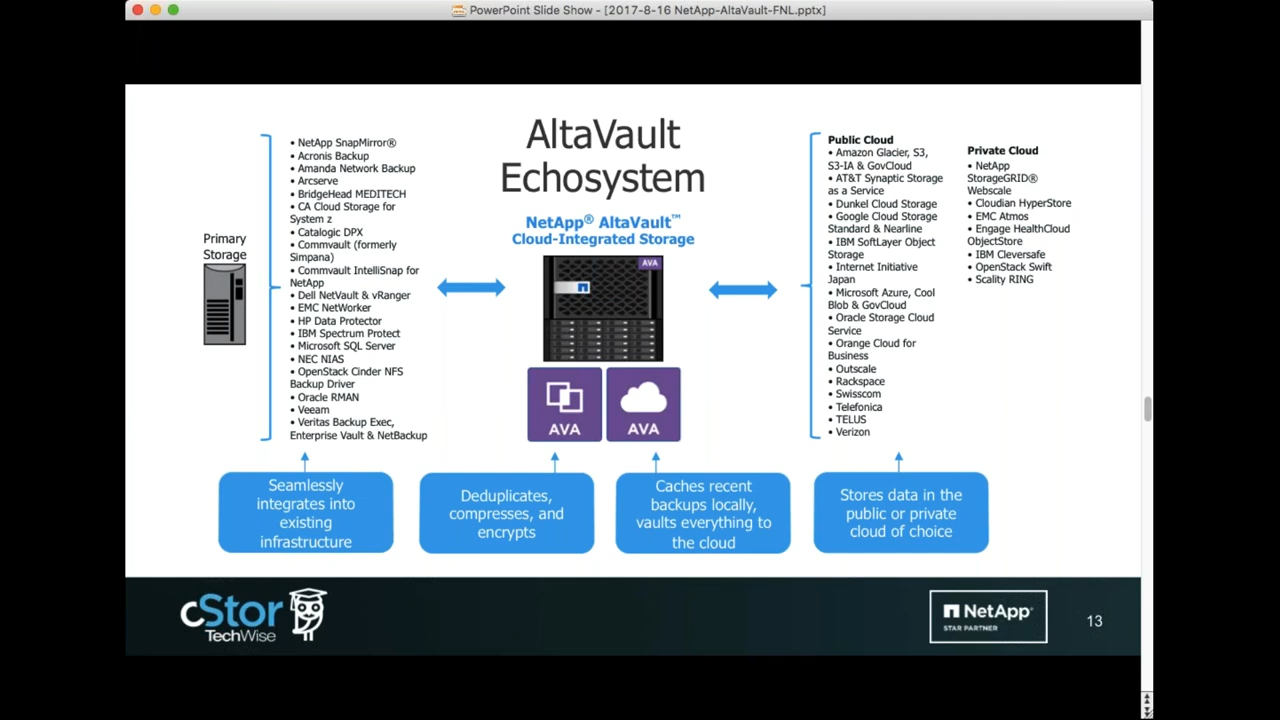 PowerPoint Slide Show - [2017-8-16 NetApp-AltaVault-FNL.pptx]
AltaVault
Echosystem
NetApp® AltaVault™
Cloud-Integrated Storage
Primary
Storage
• NetApp SnapMirror®
• Acronis Backup
• Amanda Network Backup
• Arcserve
• BridgeHead MEDITECH
• CA Cloud Storage for
System z
• Catalogic DPX
• Commvault (formerly
Simpana)
• Commvault IntelliSnap for
NetApp
• Dell NetVault & vRanger
• EMC NetWorker
• HP Data Protector
• IBM Spectrum Protect
• Microsoft SQL Server
• NEC NIAS
• OpenStack Cinder NFS
Backup Driver
• Oracle RMAN
• Veeam
• Veritas Backup Exec,
Enterprise Vault & NetBackup
AVA
AVA
AVA
Public Cloud
• Amazon Glacier, S3,
S3-IA & GovCloud
• AT&T Synaptic Storage
as a Service
• Dunkel Cloud Storage
• Google Cloud Storage
Standard & Nearline
• IBM SoftLayer Object
Storage
• Internet Initiative
Japan
• Microsoft Azure, Cool
Blob & GovCloud
• Oracle Storage Cloud
Service
• Orange Cloud for
Business
• Outscale
• Rackspace
• Swisscom
• Telefonica
• TELUS
• Verizon
Private Cloud
• NetApp
StorageGRID®
Webscale
• Cloudian HyperStore
• EMC Atmos
• Engage HealthCloud
ObjectStore
• IBM Cleversafe
• OpenStack Swift
• Scality RING
Seamlessly
integrates into
existing
infrastructure
Deduplicates,
compresses, and
encrypts
Caches recent
backups locally,
vaults everything to
the cloud
Stores data in the
public or private
cloud of choice
cStor
TechWise
NetApp®
STAR PARTNER
13